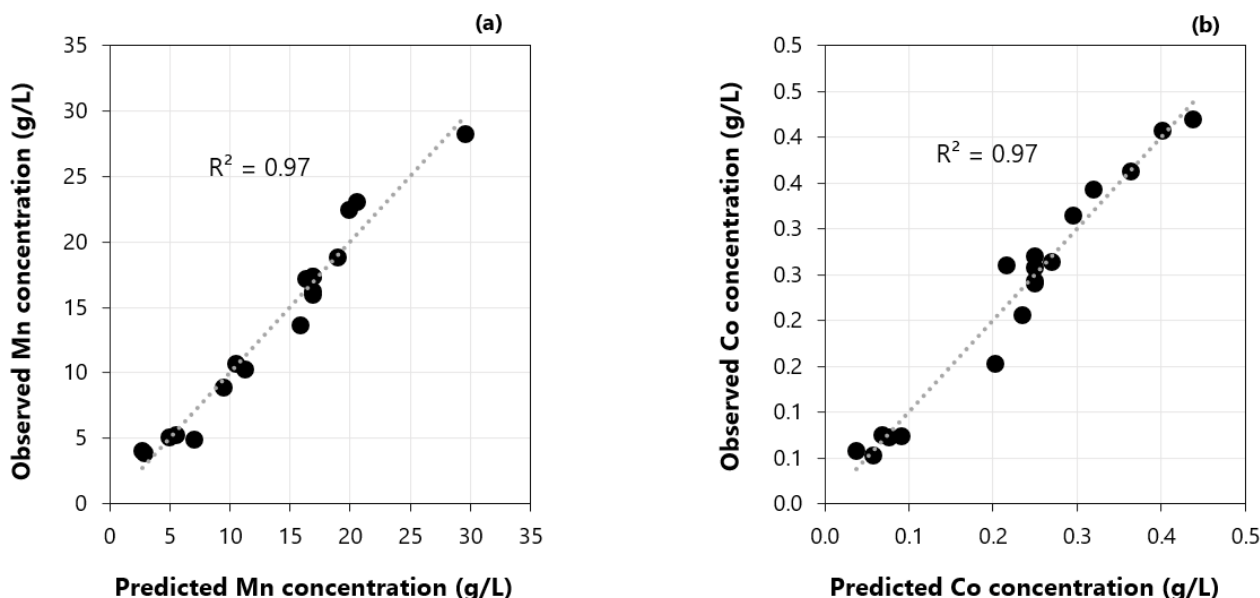 (a)
35
30
25
20
15
10
5
0
R² = 0.97
Observed Mn concentration (g/L)
0 5 10 15 20 25 30 35
Predicted Mn concentration (g/L)
(b)
0.5
0.5
0.4
0.4
0.3
0.3
0.2
0.2
0.1
0.1
0.0
R² = 0.97
Observed Co concentration (g/L)
0.0 0.1 0.2 0.3 0.4 0.5
Predicted Co concentration (g/L)